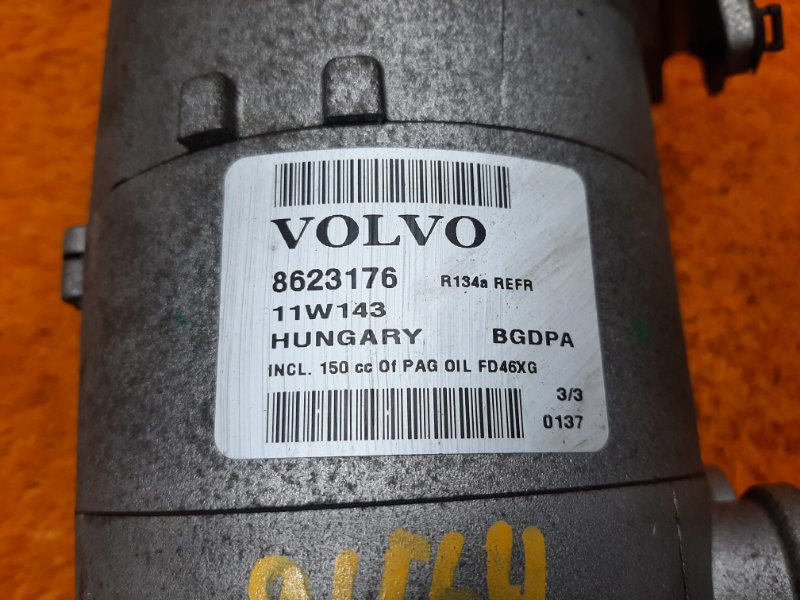 VOLVO
8623176 R134a REFR
11W143
HUNGARY BGDPA
INCL. 150 cc Of PAG OIL FD46XG
3/3
0137